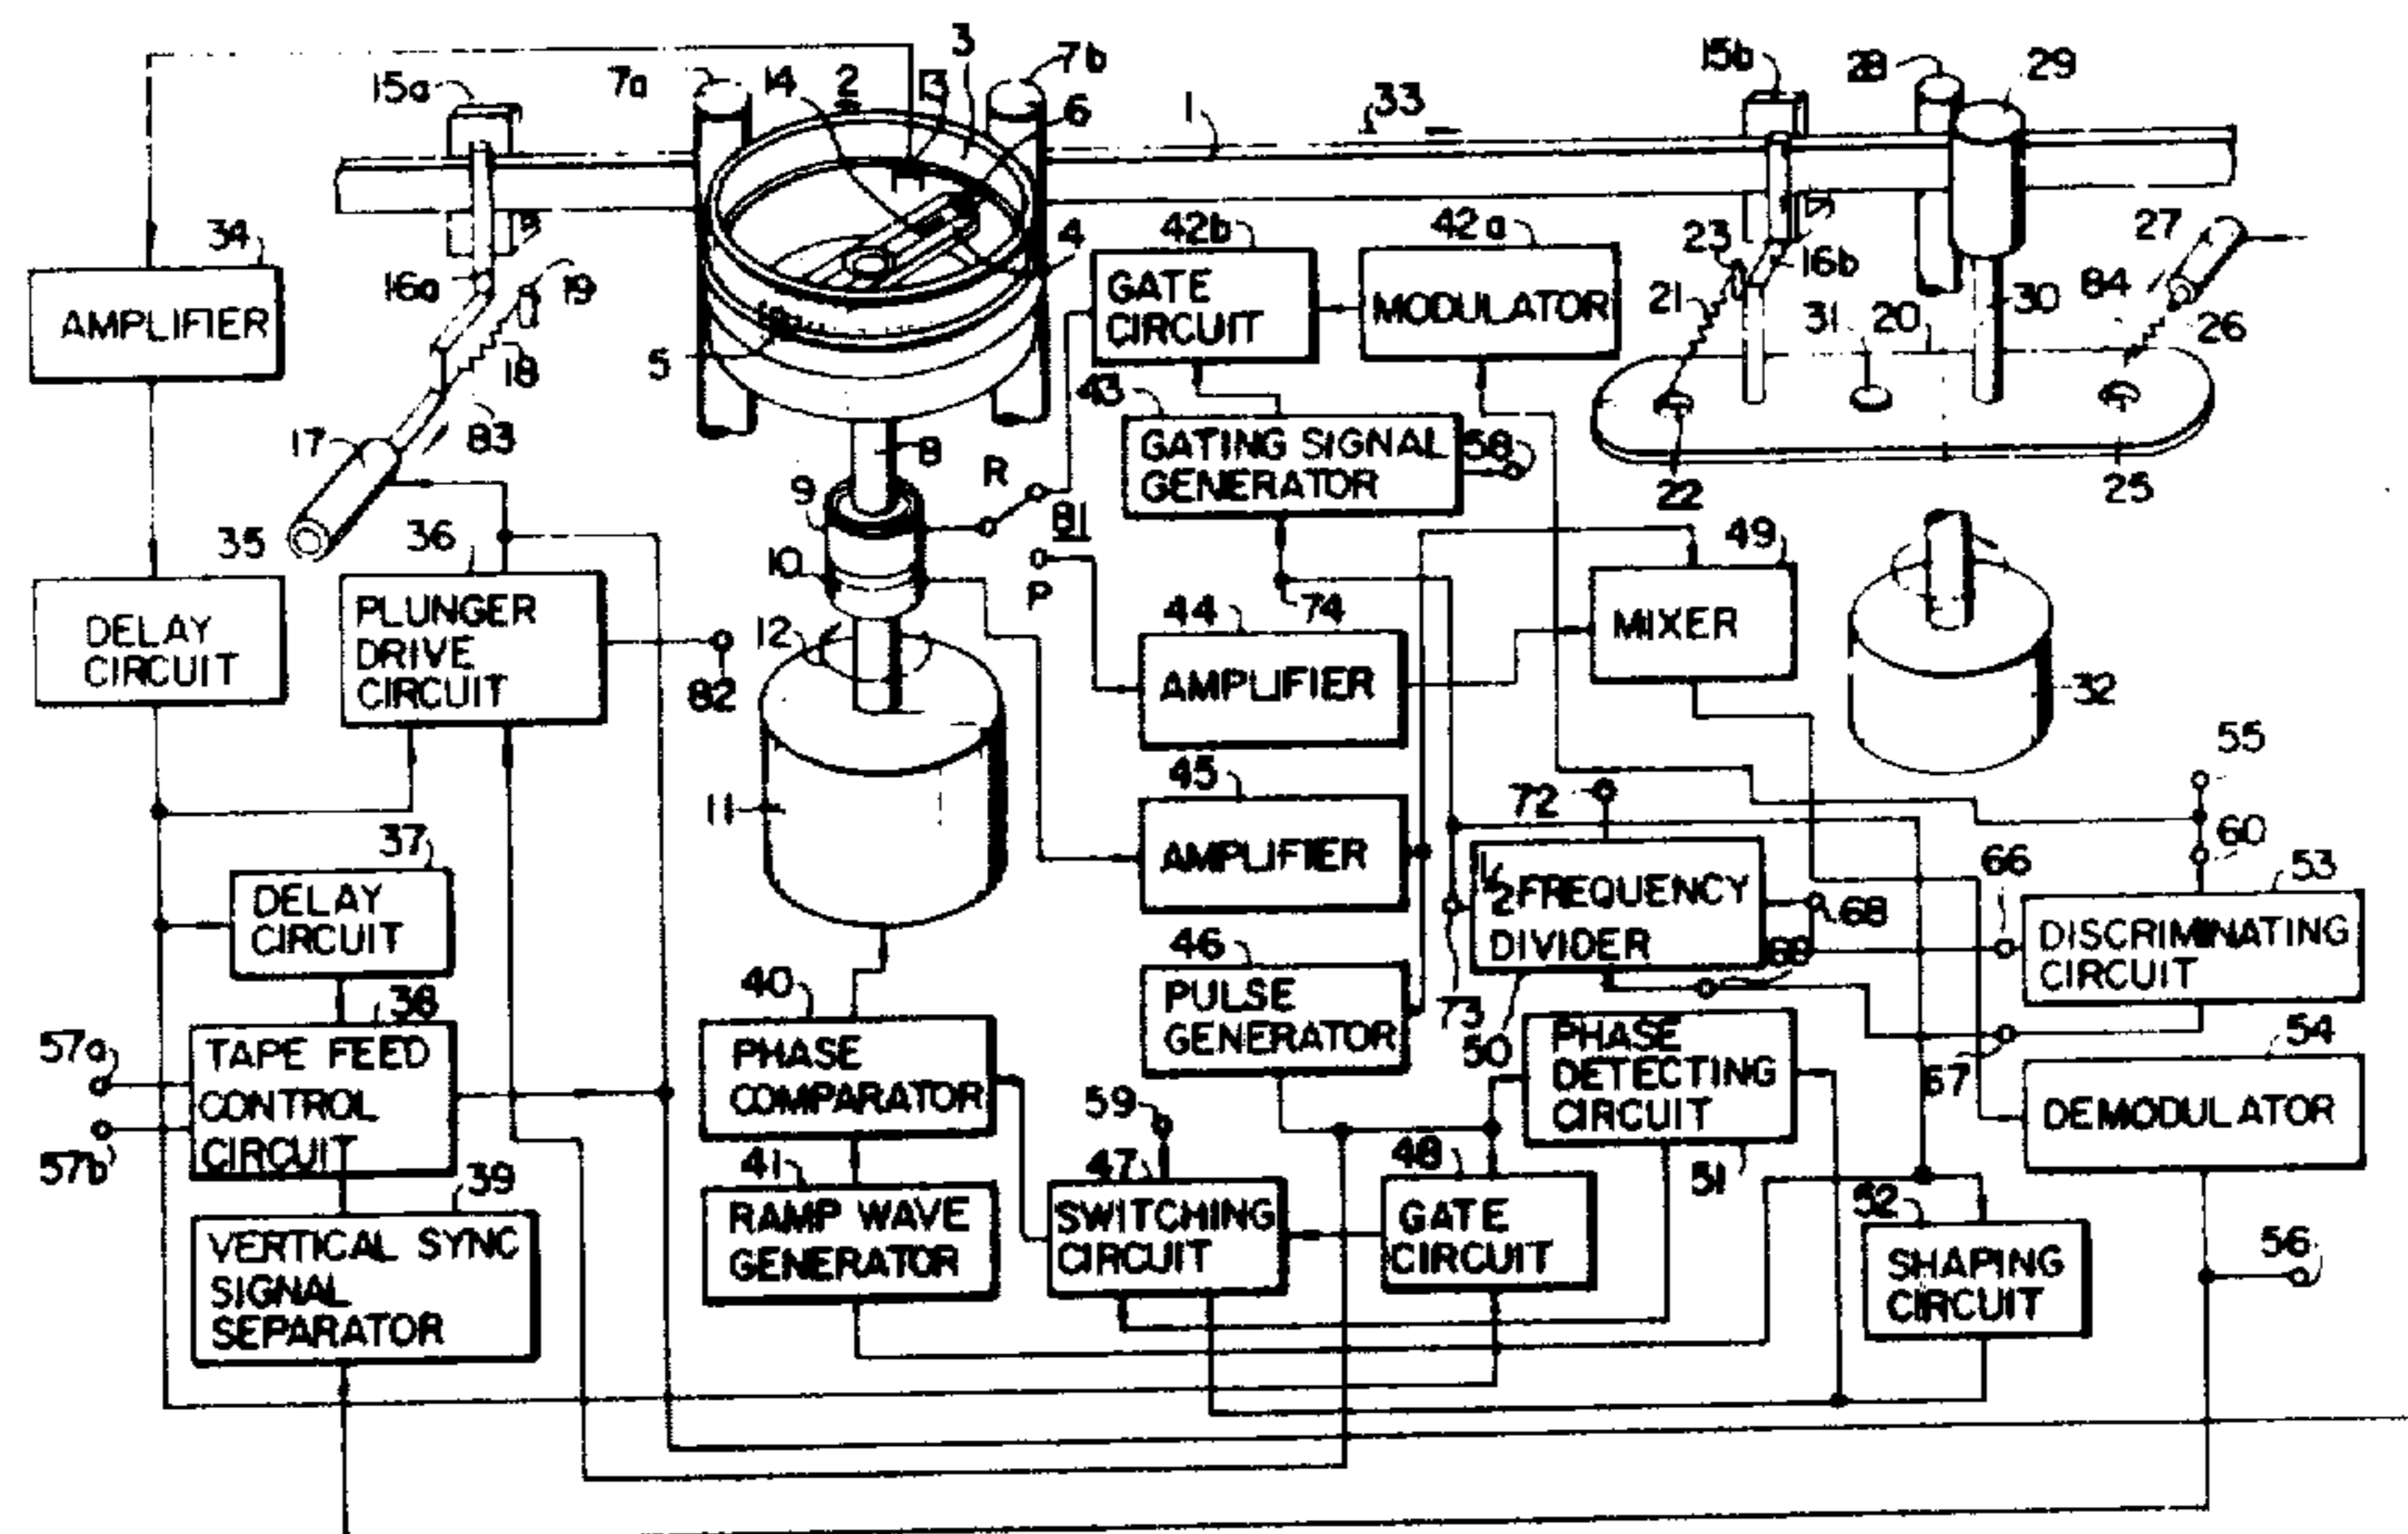 3
7a
14
2
13
7b
6
15a
1
33
15b
28
29
34
AMPLIFIER
16a
19
18
4
5
42b
GATE
CIRCUIT
42a
MODULATOR
23
16b
21
31
20
30
27
84
26
22
25
17
83
8
R
9
81
10
P
43
GATING SIGNAL
GENERATOR
58
74
35
DELAY
CIRCUIT
36
PLUNGER
DRIVE
CIRCUIT
82
12
11
44
AMPLIFIER
49
MIXER
32
45
AMPLIFIER
72
1/2 FREQUENCY
DIVIDER
73
50
68
69
55
60
66
53
DISCRIMINATING
CIRCUIT
67
37
DELAY
CIRCUIT
38
TAPE FEED
CONTROL
CIRCUIT
57a
57b
39
VERTICAL SYNC
SIGNAL
SEPARATOR
40
PHASE
COMPARATOR
41
RAMP WAVE
GENERATOR
46
PULSE
GENERATOR
59
47
SWITCHING
CIRCUIT
48
GATE
CIRCUIT
PHASE
DETECTING
CIRCUIT
51
54
DEMODULATOR
52
SHAPING
CIRCUIT
56